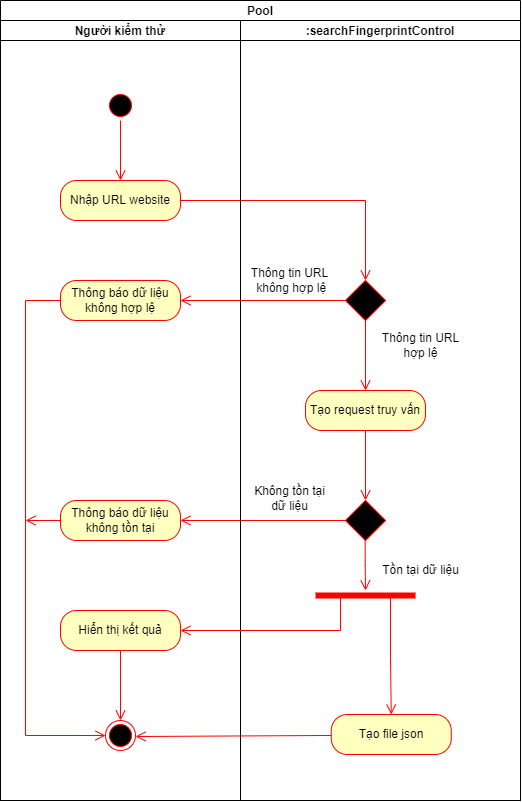 Pool
Người kiểm thử
:searchFingerprintControl
Nhập URL website
Thông tin URL
không hợp lệ
Thông báo dữ liệu
không hợp lệ
Thông tin URL
hợp lệ
Tạo request truy vấn
Không tồn tại
dữ liệu
Thông báo dữ liệu
không tồn tại
Tồn tại dữ liệu
Hiển thị kết quả
Tạo file json